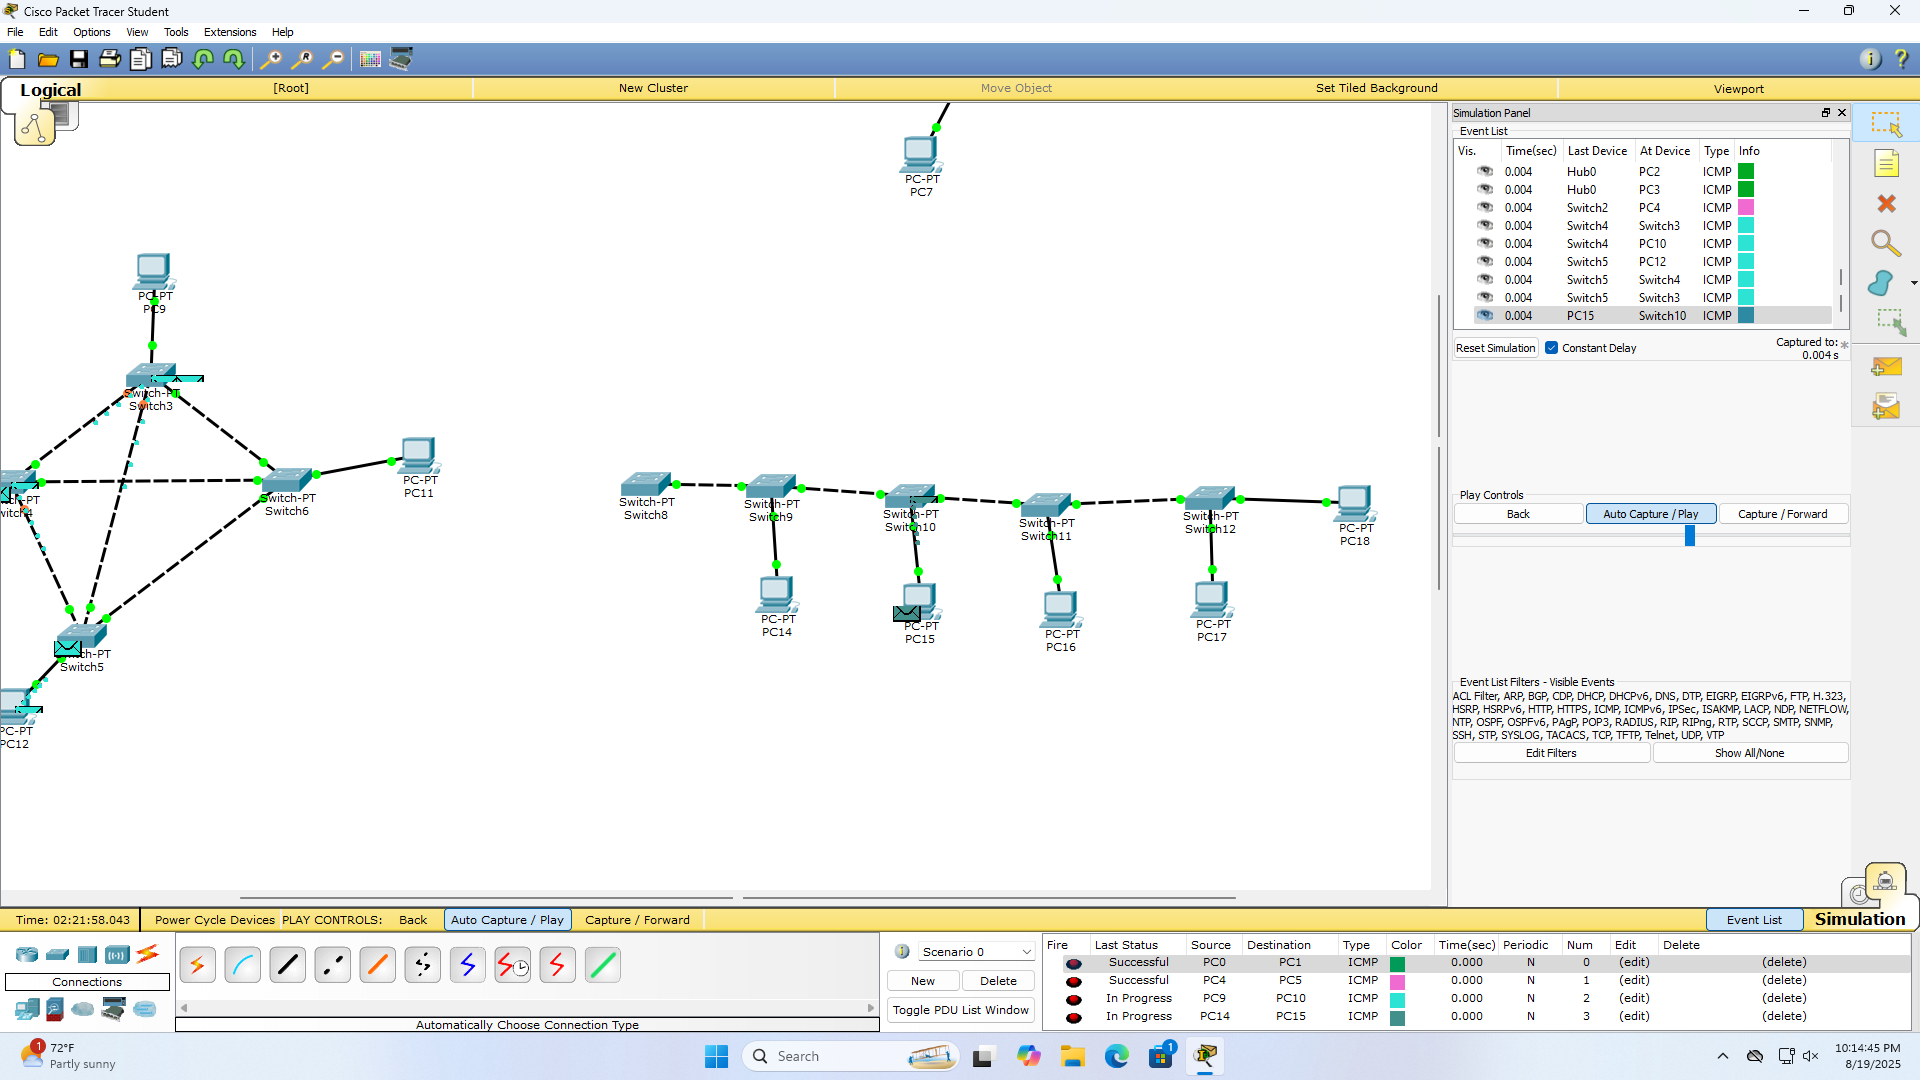 Cisco Packet Tracer Student
File Edit Options View Tools Extensions Help
Logical [Root] New Cluster Move Object Set Tiled Background Viewport
PC-PT
PC7
PC-PT
PC9
Switch-PT
Switch3
PC-PT
PC11
Switch-PT
Switch6
Switch5
PC-PT
PC12
Switch-PT
Switch8
Switch-PT
Switch9
Switch-PT
Switch10
Switch-PT
Switch11
Switch-PT
Switch12
PC-PT
PC18
PC-PT
PC14
PC-PT
PC15
PC-PT
PC16
PC-PT
PC17
Simulation Panel
Event List
Vis. Time(sec) Last Device At Device Type Info
0.004 Hub0 PC2 ICMP
0.004 Hub0 PC3 ICMP
0.004 Switch2 PC4 ICMP
0.004 Switch4 Switch3 ICMP
0.004 Switch4 PC10 ICMP
0.004 Switch5 PC12 ICMP
0.004 Switch5 Switch4 ICMP
0.004 Switch5 Switch3 ICMP
0.004 PC15 Switch10 ICMP
Reset Simulation Constant Delay Captured to: *
0.004 s
Play Controls
Back Auto Capture / Play Capture / Forward
Event List Filters - Visible Events
ACL Filter, ARP, BGP, CDP, DHCP, DHCPv6, DNS, DTP, EIGRP, EIGRPv6, FTP, H.323,
HSRP, HSRPv6, HTTP, HTTPS, ICMP, ICMPv6, IPSec, ISAKMP, LACP, NDP, NETFLOW,
NTP, OSPF, OSPFv6, PAgP, POP3, RADIUS, RIP, RIPng, RTP, SCCP, SMTP, SNMP,
SSH, STP, SYSLOG, TACACS, TCP, TFTP, Telnet, UDP, VTP
Edit Filters Show All/None
Time: 02:21:58.043 Power Cycle Devices PLAY CONTROLS: Back Auto Capture / Play Capture / Forward Event List Simulation
Connections
Automatically Choose Connection Type
Scenario 0
New Delete
Toggle PDU List Window
Fire Last Status Source Destination Type Color Time(sec) Periodic Num Edit Delete
Successful PC0 PC1 ICMP 0.000 N 0 (edit) (delete)
Successful PC4 PC5 ICMP 0.000 N 1 (edit) (delete)
In Progress PC9 PC10 ICMP 0.000 N 2 (edit) (delete)
In Progress PC14 PC15 ICMP 0.000 N 3 (edit) (delete)
1
72°F
Partly sunny
Search
1
10:14:45 PM
8/19/2025